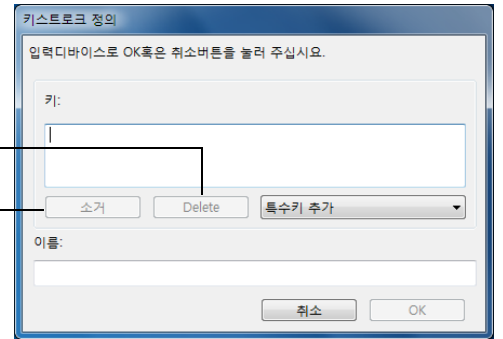 키스트로크 정의
입력디바이스로 OK혹은 취소버튼을 눌러 주십시요.
키:
소거 Delete 특수키 추가
이름:
취소 OK